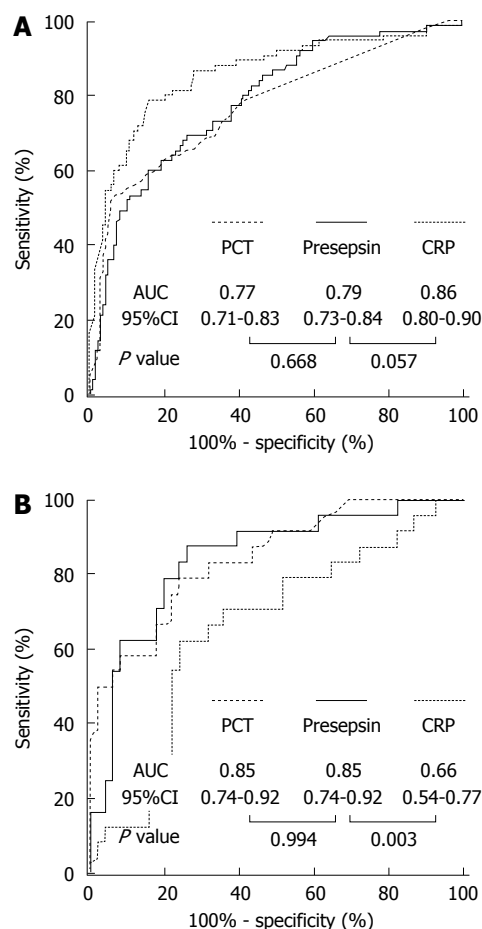 A
100
80
60
40
20
0
Sensitivity (%)
PCT Presepsin CRP
AUC 0.77 0.79 0.86
95%CI 0.71-0.83 0.73-0.84 0.80-0.90
P value 0.668 0.057
0 20 40 60 80 100
100% - specificity (%)
B
100
80
60
40
20
0
Sensitivity (%)
PCT Presepsin CRP
AUC 0.85 0.85 0.66
95%CI 0.74-0.92 0.74-0.92 0.54-0.77
P value 0.994 0.003
0 20 40 60 80 100
100% - specificity (%)